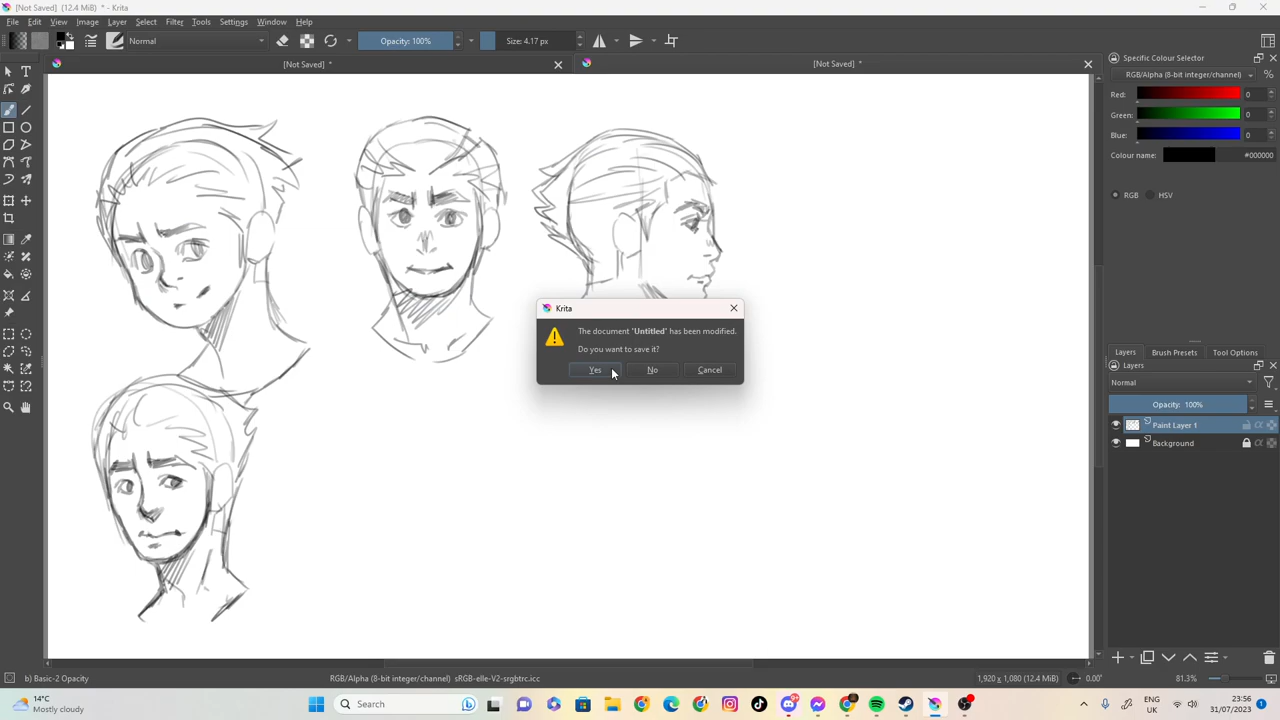 [Not Saved] (12.4 MiB) * - Krita
File Edit View Image Layer Select Filter Tools Settings Window Help
Normal Opacity: 100% Size: 4.17 px
[Not Saved] * [Not Saved] *
Specific Colour Selector
RGB/Alpha (8-bit integer/channel) %
Red: 0
Green: 0
Blue: 0
Colour name: #000000
RGB HSV
Krita
The document 'Untitled' has been modified.
Do you want to save it?
Yes No Cancel
Layers Brush Presets Tool Options
Layers
Normal
Opacity: 100%
Paint Layer 1
Background
b) Basic-2 Opacity RGB/Alpha (8-bit integer/channel) sRGB-elle-V2-srgbtrc.icc 1,920 x 1,080 (12.4 MiB) 0.00° 81.3%
14°C
Mostly cloudy
Search
9+
ENG
UK
23:56
31/07/2023
1